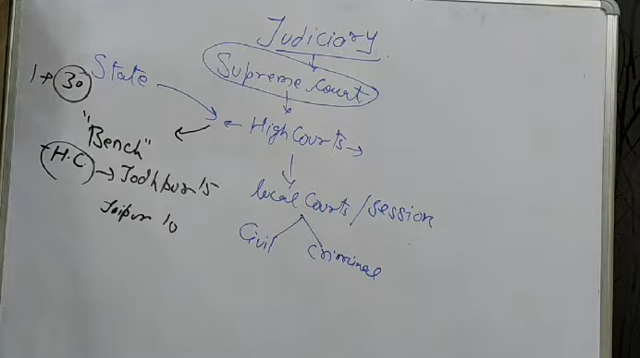 Judiciary
Supreme court
State
1+ 30
High Courts
"Bench"
H.C. → Jodhpur 15
Jaipur 10
local Courts / session
Civil
Criminal